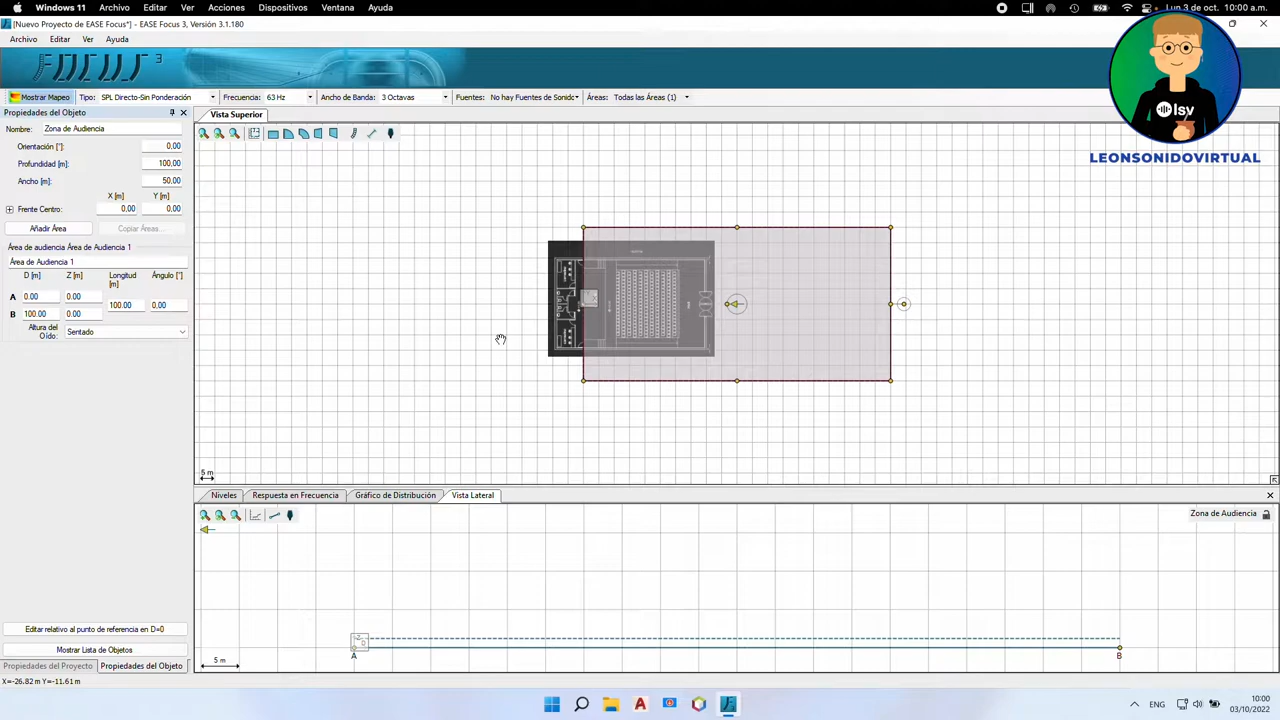 Windows 11 Archivo Editar Ver Acciones Dispositivos Ventana Ayuda Lun 3 de oct. 10:00 a.m.
[Nuevo Proyecto de EASE Focus*] - EASE Focus 3, Versión 3.1.180
Archivo Editar Ver Ayuda
FOCUS 3
lsv
LEONSONIDOVIRTUAL
Mostrar Mapeo Tipo: SPL Directo-Sin Ponderación Frecuencia: 63 Hz Ancho de Banda: 3 Octavas Fuentes: No hay Fuentes de Sonido Áreas: Todas las Áreas (1)
Propiedades del Objeto
Vista Superior
Nombre: Zona de Audiencia
Orientación [°]: 0,00
Profundidad [m]: 100,00
Ancho [m]: 50,00
X [m] Y [m]
Frente Centro: 0.00 0.00
Añadir Área Copiar Áreas...
Área de audiencia Área de Audiencia 1
Área de Audiencia 1
D [m] Z [m] Longitud [m] Ángulo [°]
A 0.00 0.00
100.00 0.00
B 100.00 0.00
Altura del Oído: Sentado
5 m
Niveles Respuesta en Frecuencia Gráfico de Distribución Vista Lateral
Zona de Audiencia
A B
5 m
Editar relativo al punto de referencia en D=0
Mostrar Lista de Objetos
Propiedades del Proyecto Propiedades del Objeto
X=-26.82 m Y=-11.61 m
ENG 10:00
03/10/2022